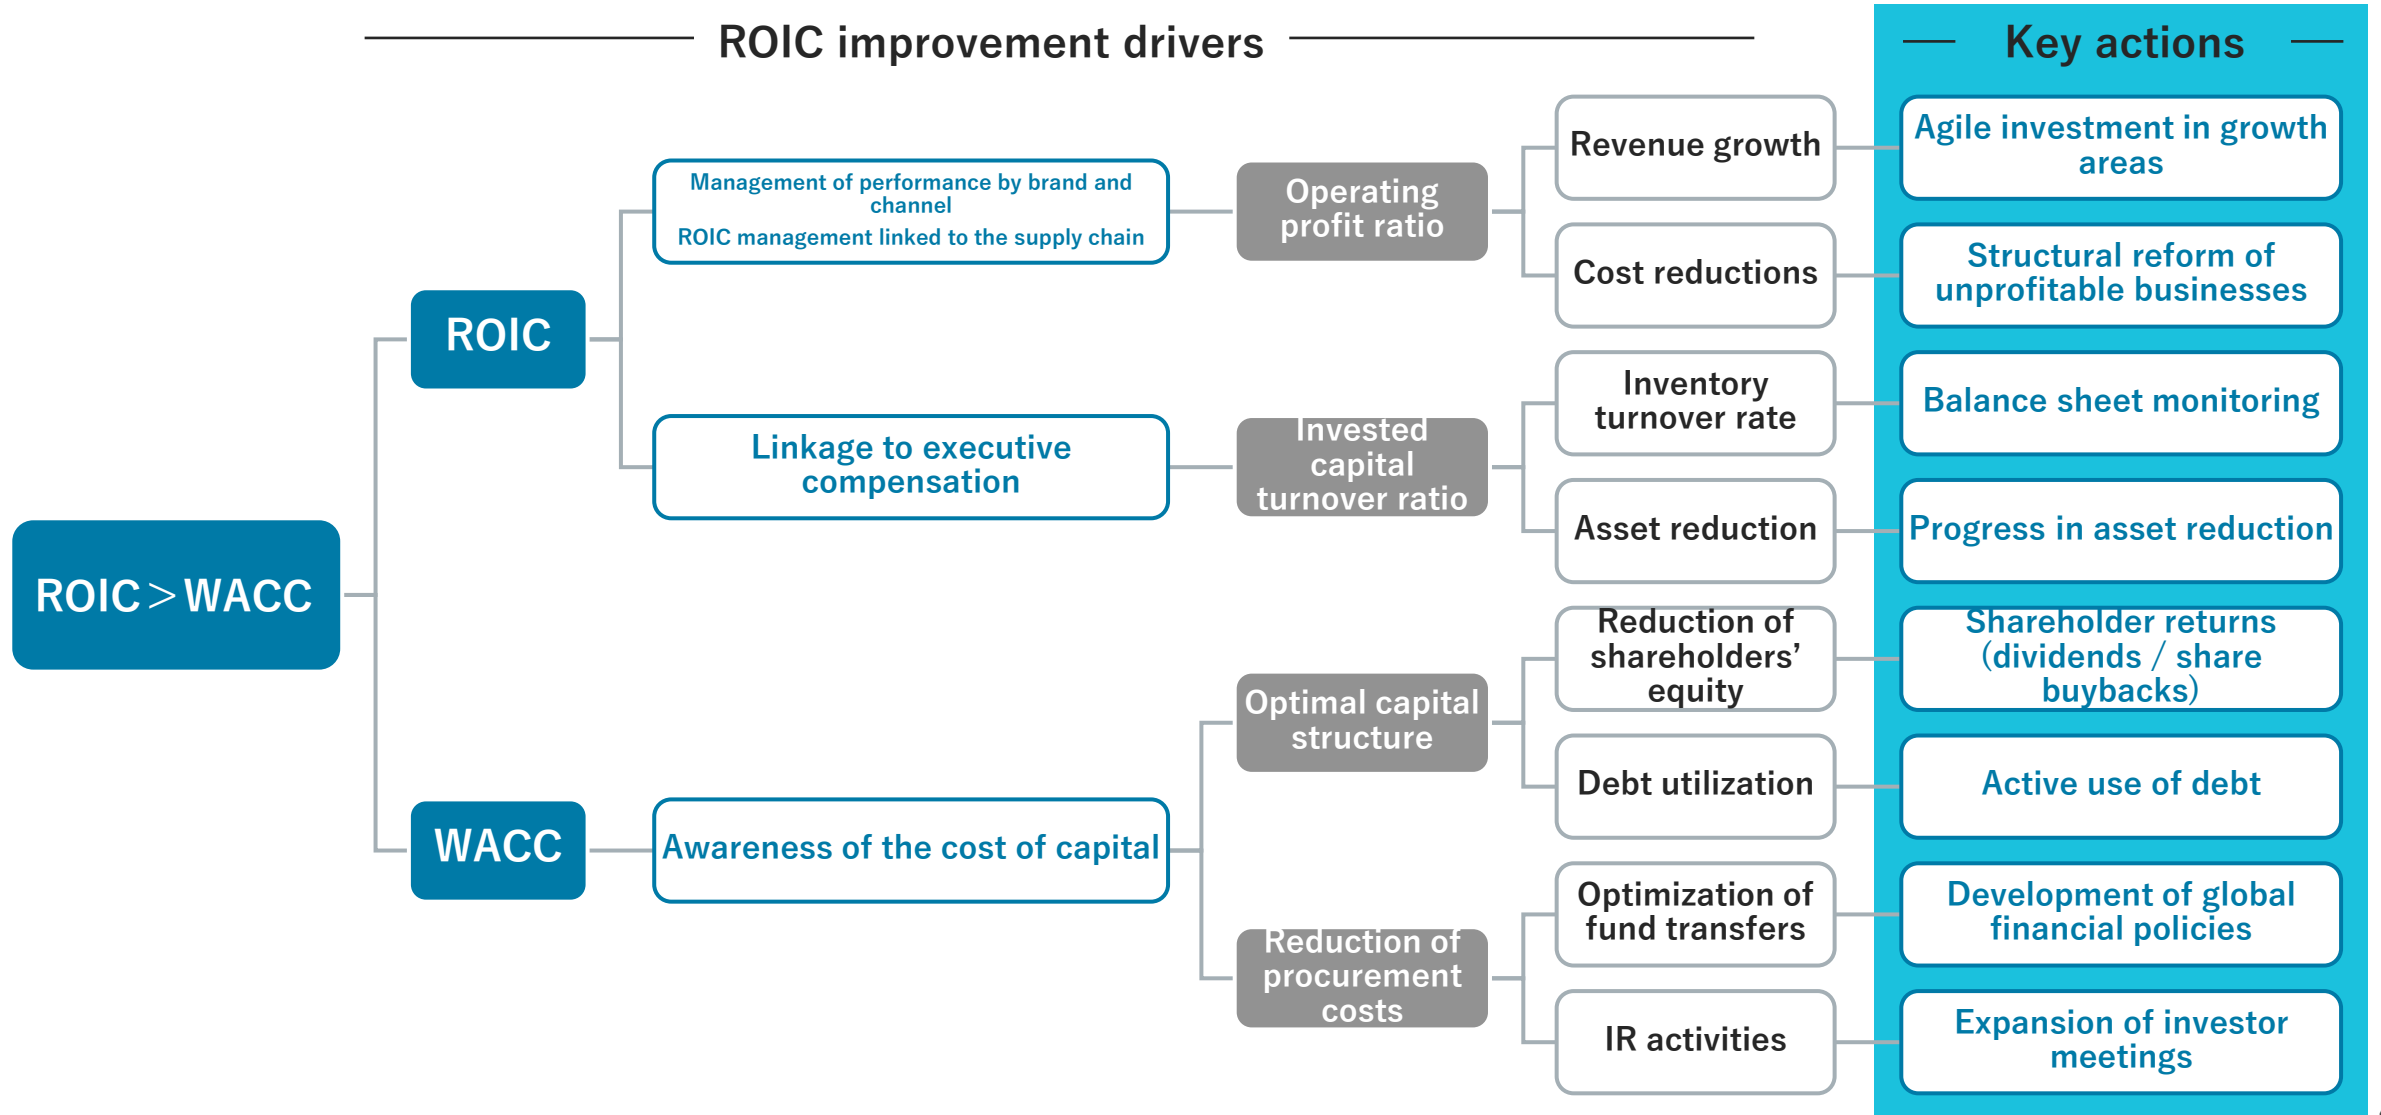 ROIC improvement drivers
Key actions
ROIC＞WACC
ROIC
Management of performance by brand and
channel
ROIC management linked to the supply chain
Operating
profit ratio
Revenue growth
Agile investment in growth
areas
Cost reductions
Structural reform of
unprofitable businesses
Linkage to executive
compensation
Invested
capital
turnover ratio
Inventory
turnover rate
Balance sheet monitoring
Asset reduction
Progress in asset reduction
WACC
Awareness of the cost of capital
Optimal capital
structure
Reduction of
shareholders’
equity
Shareholder returns
(dividends / share
buybacks)
Debt utilization
Active use of debt
Reduction of
procurement
costs
Optimization of
fund transfers
Development of global
financial policies
IR activities
Expansion of investor
meetings